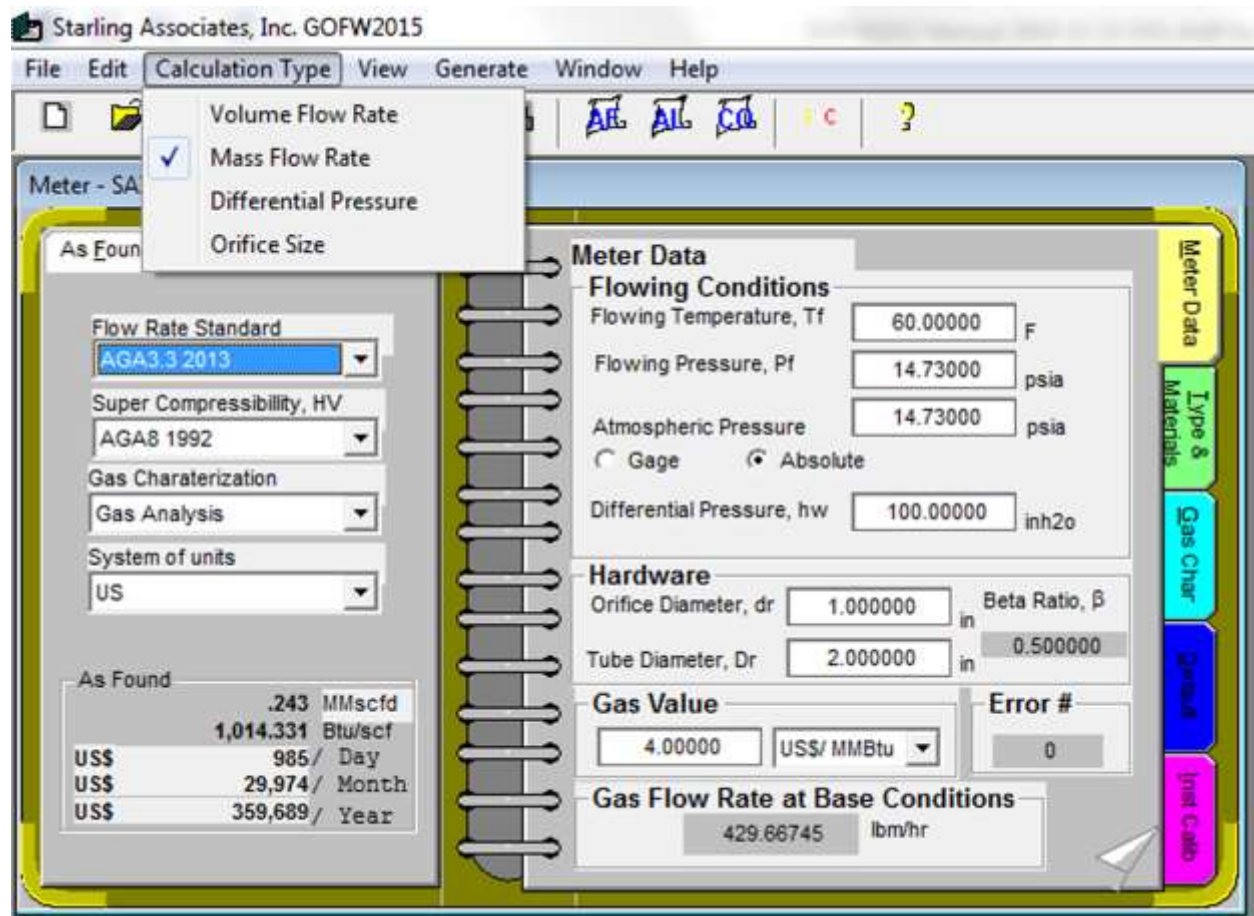 Starling Associates, Inc. GOFW2015
File Edit Calculation Type View Generate Window Help
Volume Flow Rate
Mass Flow Rate
Differential Pressure
Orifice Size
AE AL CO C ?
Meter - SA
As Foun
Flow Rate Standard
AGA3.3 2013
Super Compressibillity, HV
AGA8 1992
Gas Charaterization
Gas Analysis
System of units
US
As Found
.243 MMscfd
1,014.331 Btu/scf
US$ 985/ Day
US$ 29,974/ Month
US$ 359,689/ Year
Meter Data
Flowing Conditions
Flowing Temperature, Tf 60.00000 F
Flowing Pressure, Pf 14.73000 psia
Atmospheric Pressure 14.73000 psia
Gage Absolute
Differential Pressure, hw 100.00000 inh2o
Hardware
Orifice Diameter, dr 1.000000 in Beta Ratio, β
0.500000
Tube Diameter, Dr 2.000000 in
Gas Value
4.00000 US$/ MMBtu
Error #
0
Gas Flow Rate at Base Conditions
429.66745 lbm/hr
Meter Data
Type &
Materials
Gas Char
Default
Inst Calib